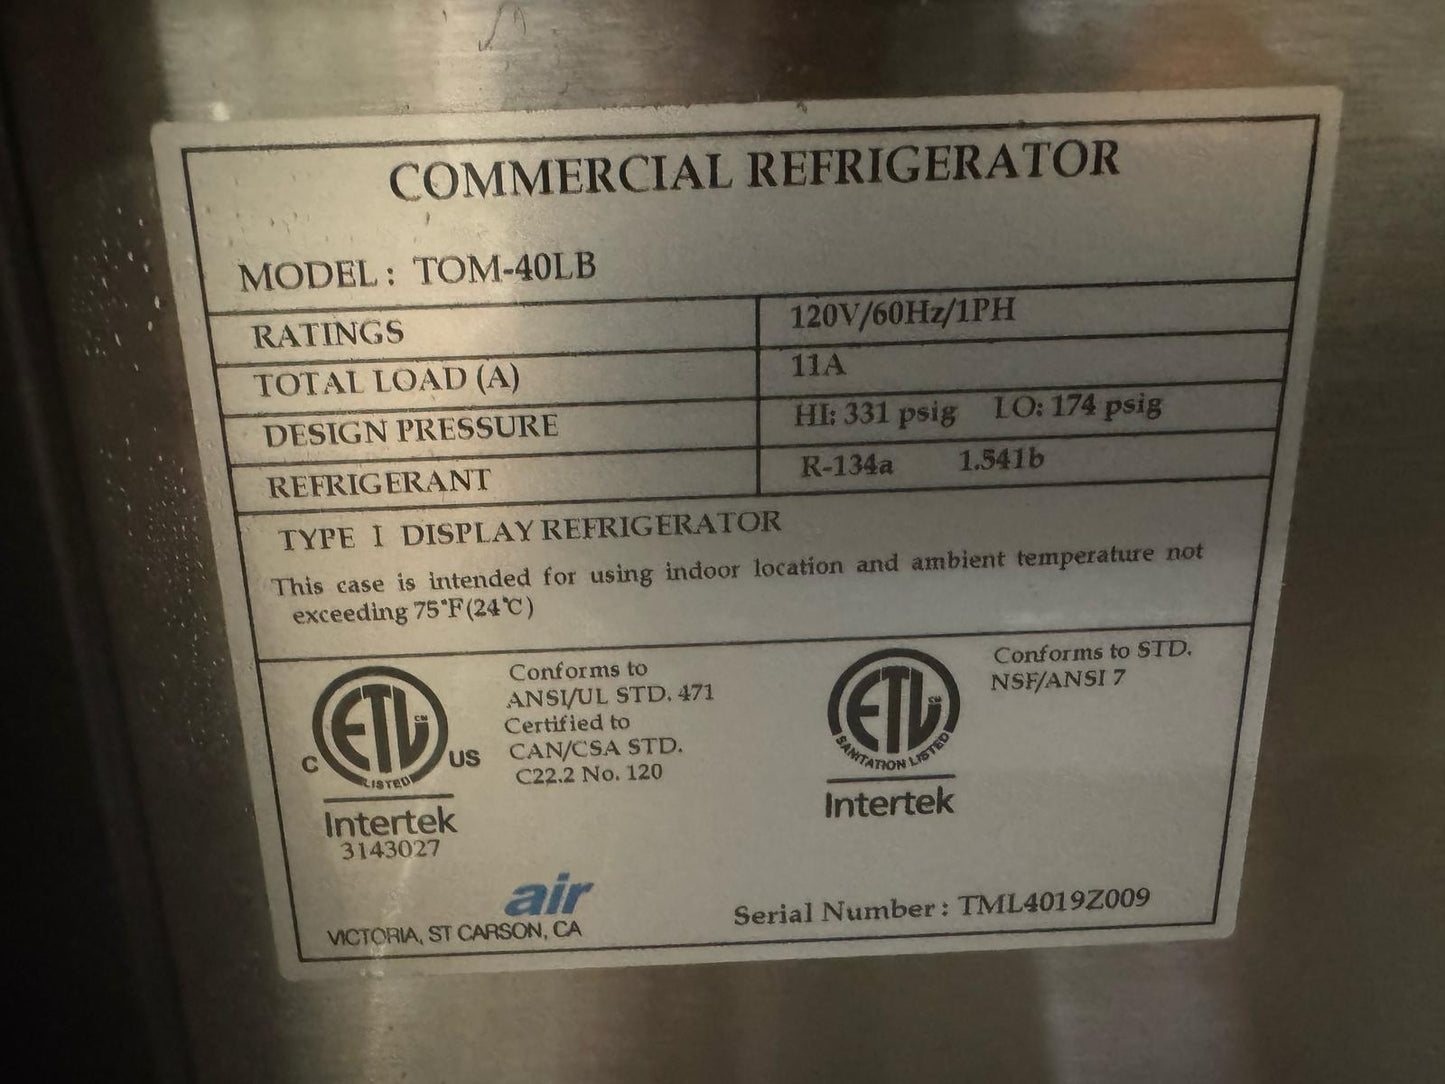 COMMERCIAL REFRIGERATOR
MODEL: TOM-40LB
RATINGS 120V/60Hz/1PH
TOTAL LOAD (A) 11A
DESIGN PRESSURE HI: 331 psig LO: 174 psig
REFRIGERANT R-134a 1.54lb
TYPE I DISPLAY REFRIGERATOR
This case is intended for using indoor location and ambient temperature not
exceeding 75°F(24℃)
ETL CM
LISTED
C US
Intertek
3143027
Conforms to
ANSI/UL STD. 471
Certified to
CAN/CSA STD.
C22.2 No. 120
ETL CM
SANITATION LISTED
Intertek
Conforms to STD.
NSF/ANSI 7
air
VICTORIA, ST CARSON, CA
Serial Number: TML4019Z009